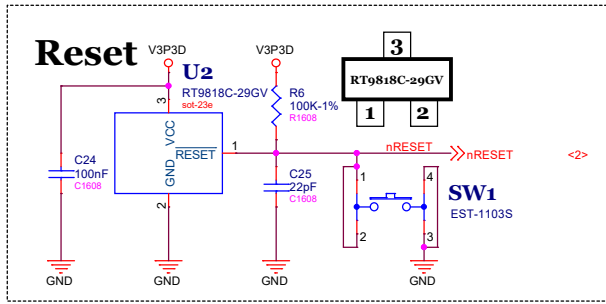 Reset
V3P3D
U2
RT9818C-29GV
sot-23e
V3P3D
R6
100K-1%
R1608
3
RT9818C-29GV
1
2
3
VCC
RESET
GND
1
2
C24
100nF
C1608
C25
22pF
C1608
nRESET
nRESET
<2>
1
2
4
3
SW1
EST-1103S
GND
GND
GND
GND